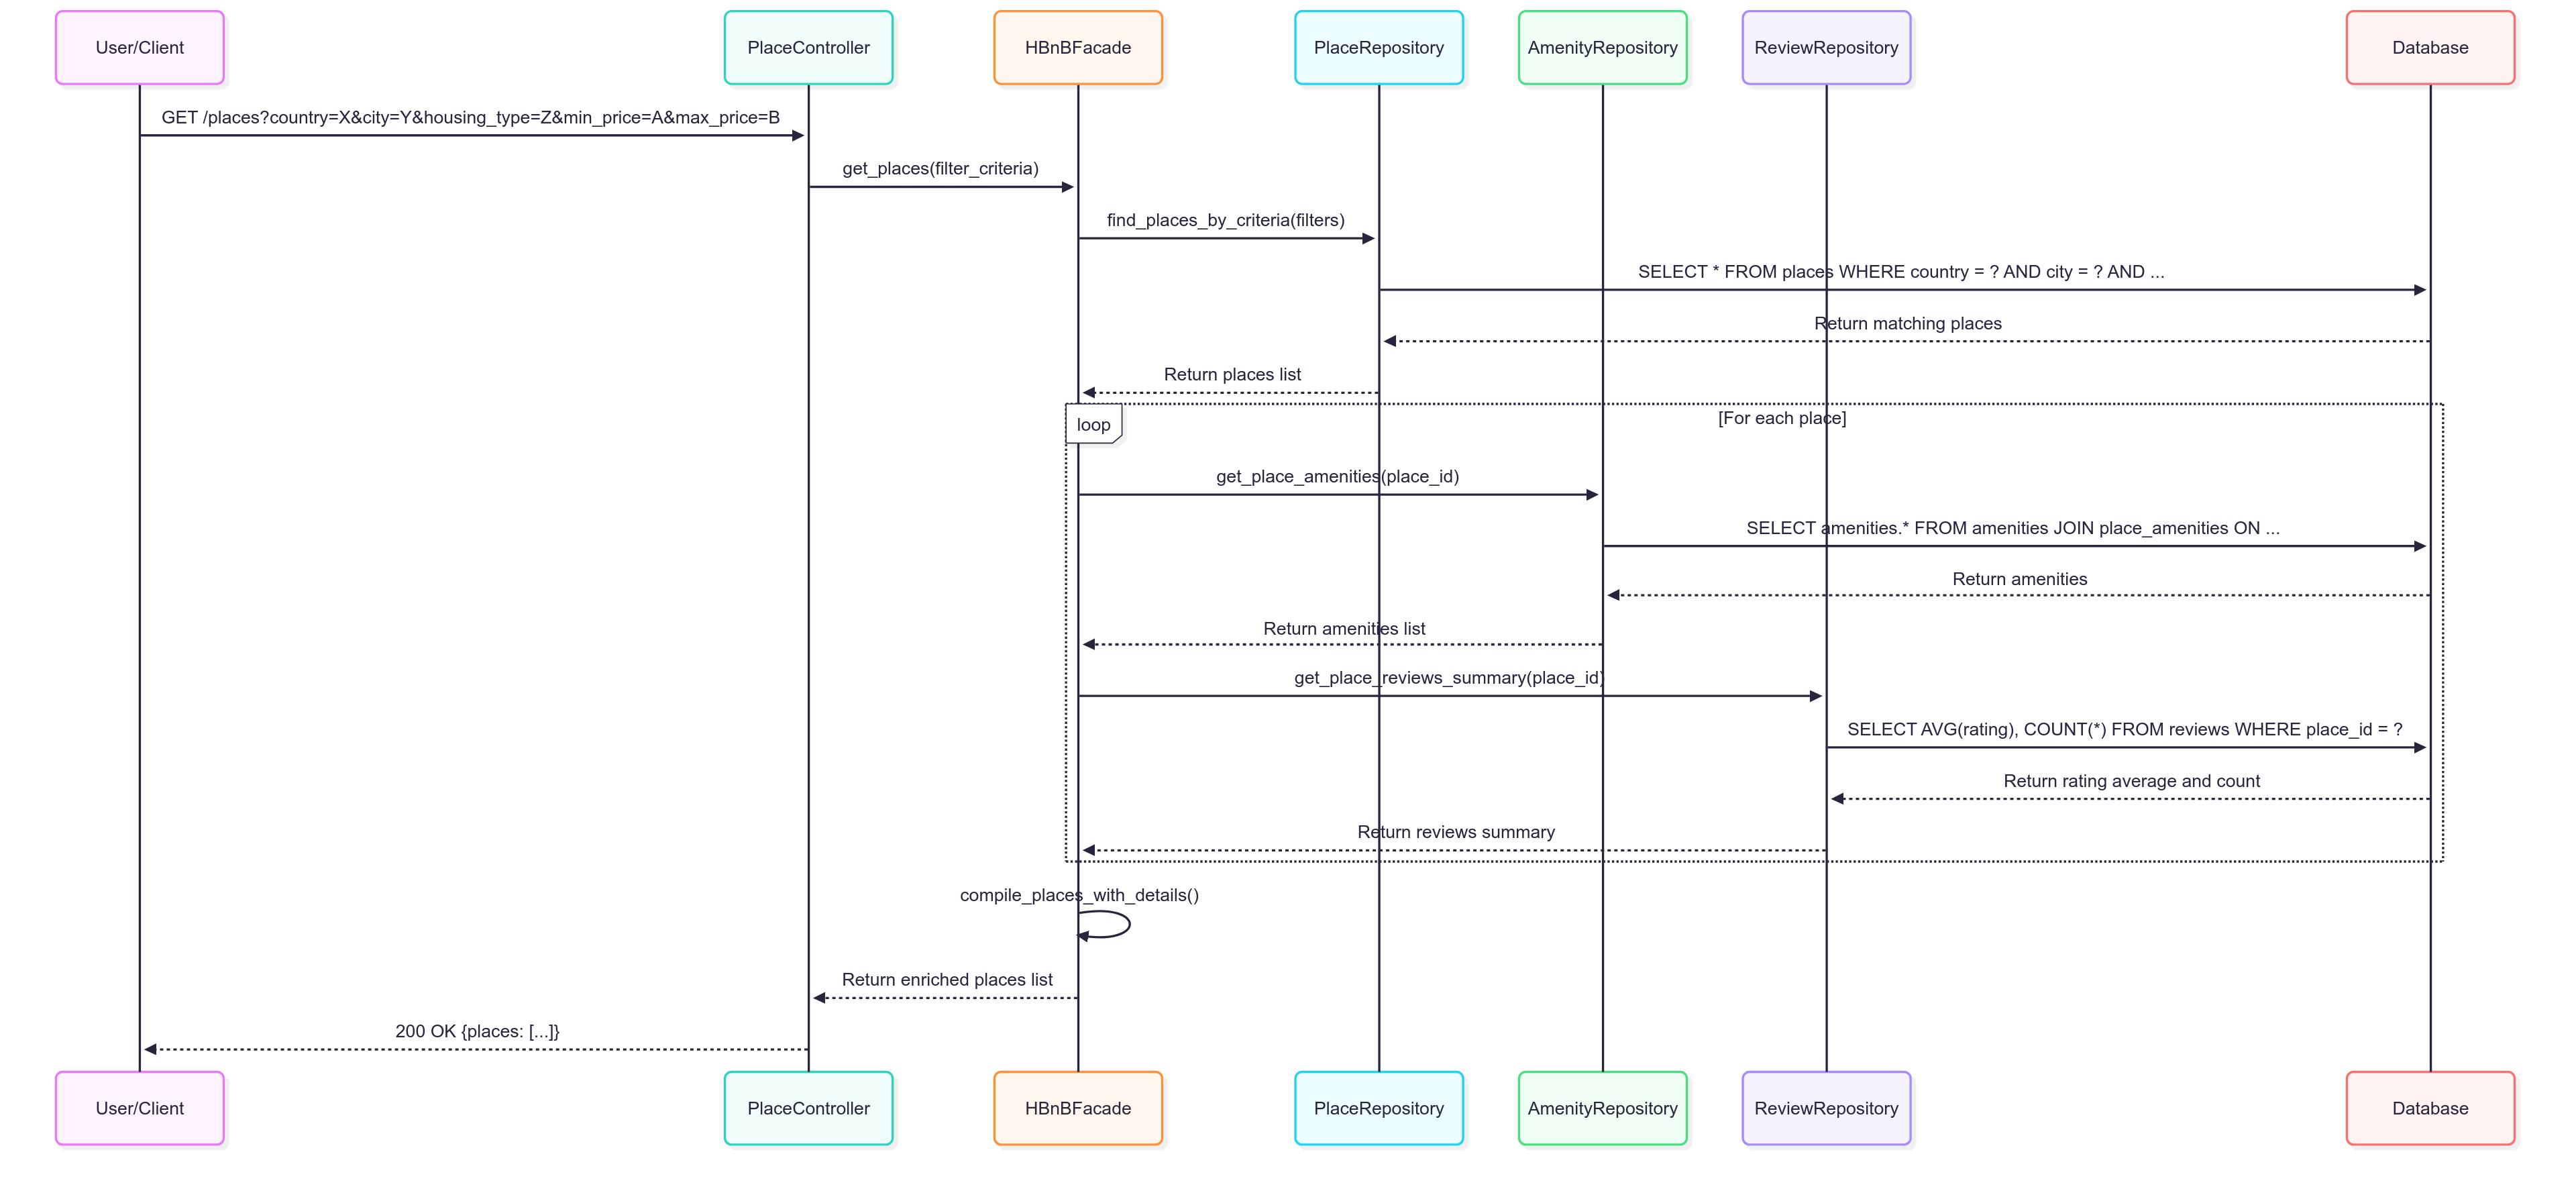 User/Client
PlaceController
HBnBFacade
PlaceRepository
AmenityRepository
ReviewRepository
Database
GET /places?country=X&city=Y&housing_type=Z&min_price=A&max_price=B
get_places(filter_criteria)
find_places_by_criteria(filters)
SELECT * FROM places WHERE country = ? AND city = ? AND ...
Return matching places
Return places list
loop
[For each place]
get_place_amenities(place_id)
SELECT amenities.* FROM amenities JOIN place_amenities ON ...
Return amenities
Return amenities list
get_place_reviews_summary(place_id)
SELECT AVG(rating), COUNT(*) FROM reviews WHERE place_id = ?
Return rating average and count
Return reviews summary
compile_places_with_details()
Return enriched places list
200 OK {places: [...]}
User/Client
PlaceController
HBnBFacade
PlaceRepository
AmenityRepository
ReviewRepository
Database